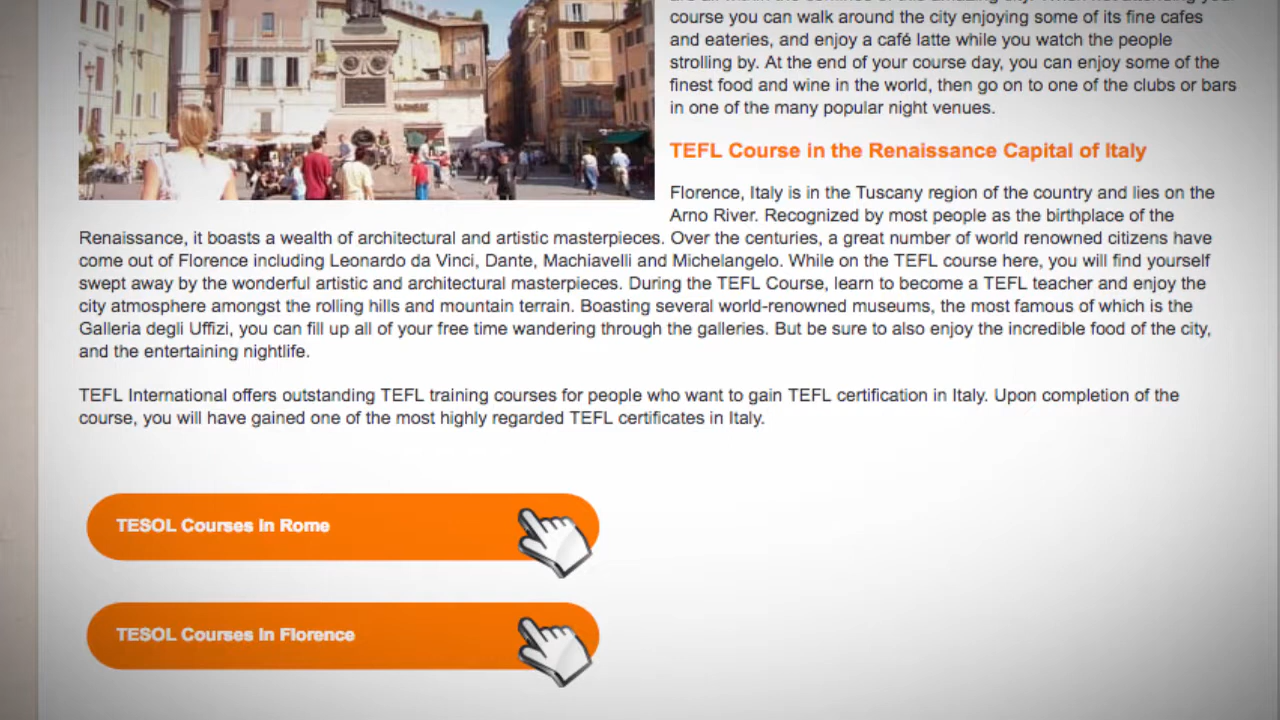 course you can walk around the city enjoying some of its fine cafes
and eateries, and enjoy a café latte while you watch the people
strolling by. At the end of your course day, you can enjoy some of the
finest food and wine in the world, then go on to one of the clubs or bars
in one of the many popular night venues.
TEFL Course in the Renaissance Capital of Italy
Florence, Italy is in the Tuscany region of the country and lies on the
Arno River. Recognized by most people as the birthplace of the
Renaissance, it boasts a wealth of architectural and artistic masterpieces. Over the centuries, a great number of world renowned citizens have
come out of Florence including Leonardo da Vinci, Dante, Machiavelli and Michelangelo. While on the TEFL course here, you will find yourself
swept away by the wonderful artistic and architectural masterpieces. During the TEFL Course, learn to become a TEFL teacher and enjoy the
city atmosphere amongst the rolling hills and mountain terrain. Boasting several world-renowned museums, the most famous of which is the
Galleria degli Uffizi, you can fill up all of your free time wandering through the galleries. But be sure to also enjoy the incredible food of the city,
and the entertaining nightlife.
TEFL International offers outstanding TEFL training courses for people who want to gain TEFL certification in Italy. Upon completion of the
course, you will have gained one of the most highly regarded TEFL certificates in Italy.
TESOL Courses in Rome
TESOL Courses in Florence